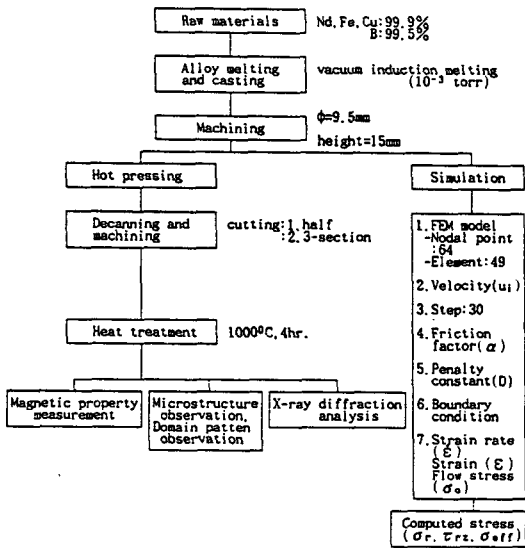 Raw materials
Nd, Fe, Cu: 99.9%
B: 99.5%
Alloy melting
and casting
vacuum induction melting
(10⁻³ torr)
Machining
ϕ=9.5mm
height=15mm
Hot pressing
Decanning and
machining
cutting:1.half
:2.3-section
Heat treatment
1000ºC, 4hr.
Magnetic property
measurement
Microstructure
observation,
Domain patten
observation
X-ray diffraction
analysis
Simulation
1. FEM model
-Nodal point
:64
-Element:49
2. Velocity(uᵢ)
3. Step:30
4. Friction
factor(α)
5. Penalty
constant(D)
6. Boundary
condition
7. Strain rate
(ε̇)
Strain (ε)
Flow stress
(σₒ)
Computed stress
(σr, τrz, σeff)